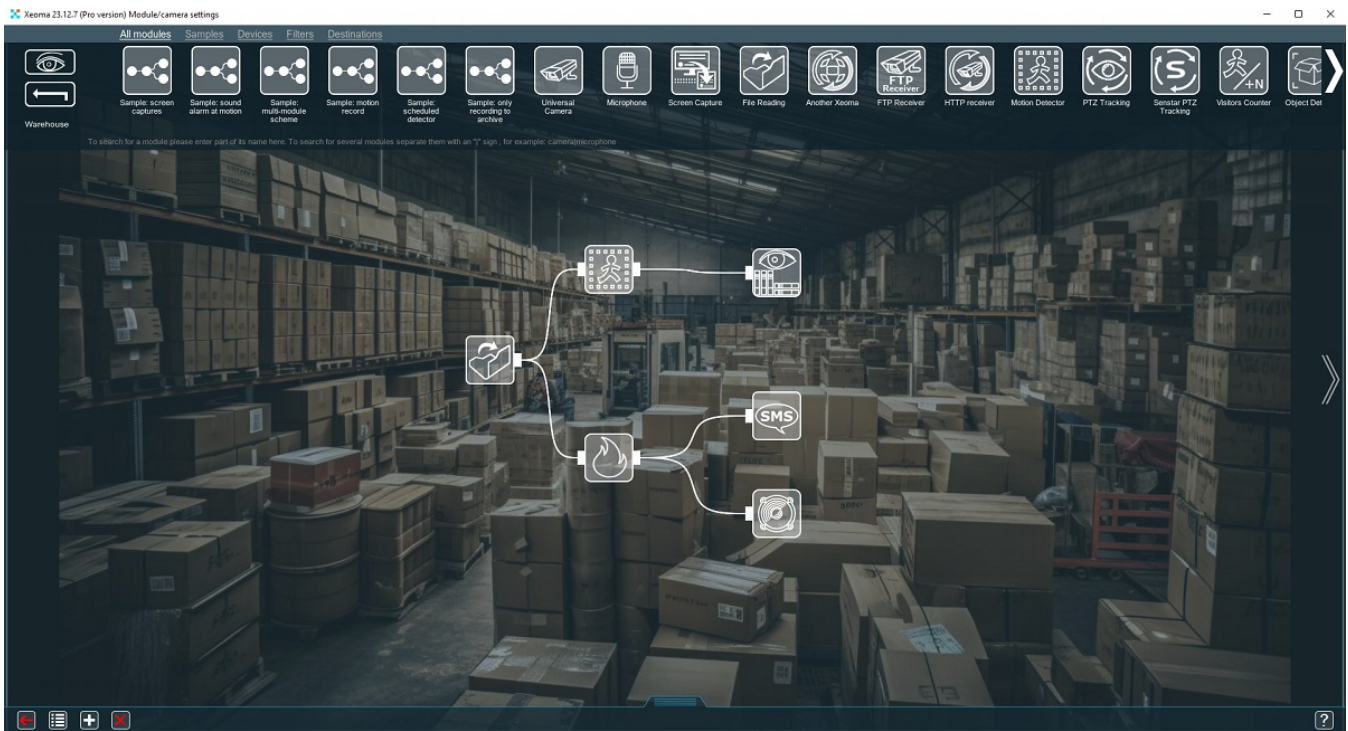 Xeoma 23.12.7 (Pro version) Module/camera settings
All modules Samples Devices Filters Destinations
Warehouse
Sample: screen captures
Sample: sound alarm at motion
Sample: multi-module scheme
Sample: motion record
Sample: scheduled detector
Sample: only recording to archive
Universal Camera
Microphone
Screen Capture
File Reading
Another Xeoma
FTP Receiver
FTP Receiver
HTTP receiver
Motion Detector
PTZ Tracking
S
Senstar PTZ Tracking
/+N
Visitors Counter
Object Det
To search for a module please enter part of its name here. To search for several modules separate them with an "|" sign , for example: camera|microphone
SMS
?